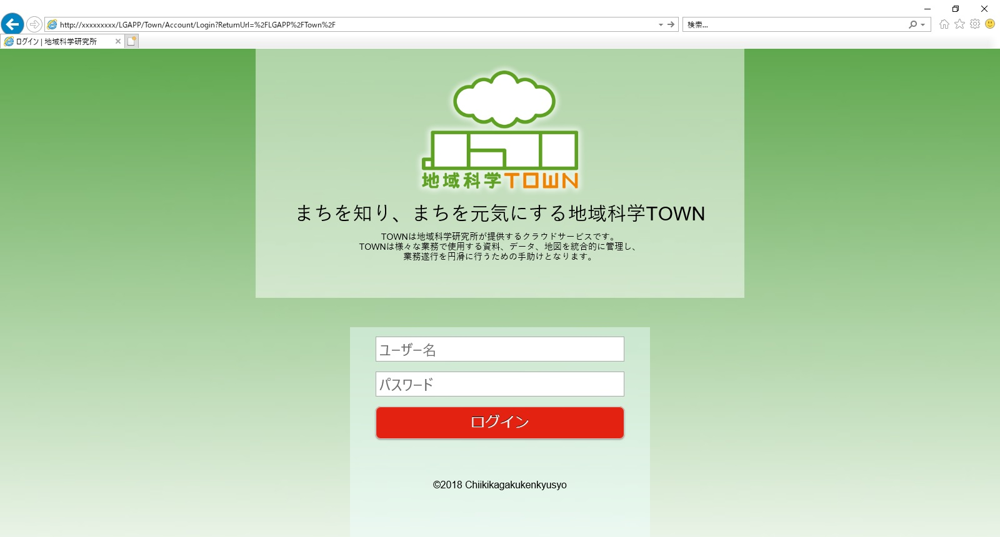 http://xxxxxxxxx/LGAPP/Town/Account/Login?ReturnUrl=%2FLGAPP%2FTown%2F
検索...
ログイン | 地域科学研究所
地域科学TOWN
まちを知り、まちを元気にする地域科学TOWN
TOWNは地域科学研究所が提供するクラウドサービスです。
TOWNは様々な業務で使用する資料、データ、地図を統合的に管理し、
業務遂行を円滑に行うための手助けとなります。
ユーザー名
パスワード
ログイン
©2018 Chiikikagakukenkyusyo